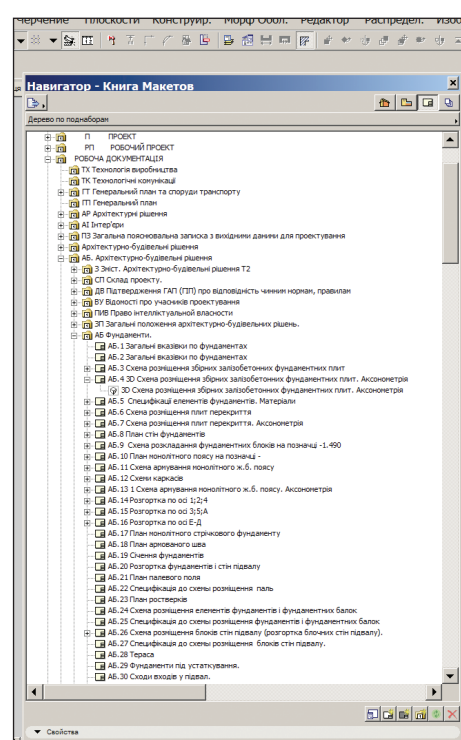 Черчение Плоскости Конструир. Морф Обол. Редактор Распредел. Изоб
Навигатор - Книга Макетов
Дерево по поднаборам
П ПРОЕКТ
РП РОБОЧИЙ ПРОЕКТ
РОБОЧА ДОКУМЕНТАЦІЯ
ТХ Технологія виробництва
ТК Технологічні комунікації
ГТ Генеральний план та споруди транспорту
ГП Генеральний план
АР Архітектурні рішення
АІ Інтер'єри
ПЗ Загальна пояснювальна записка з вихідними данини для проектування
Архітектурно-будівельні рішення
АБ. Архітектурно-будівельні рішення
З Зміст. Архітектурно-будівельні рішення Т2
СП Склад проекту.
ДВ Підтвердження ГАП (ГІП) про відповідність чинним нормам, правилам
ВУ Відомості про учасників проектування
ПИВ Право інтелліктуальной власности
ЗП Загальні положення архітектурно-будівельних рішень.
АБ Фундаменти.
АБ.1 Загальні вказівки по фундаментах
АБ.2 Загальні вказівки по фундаментах
АБ.3 Схема розміщення збірних залізобетонних фундаментних плит
АБ.4 3D Схема розміщення збірних залізобетонних фундаментних плит. Аксонометрія
3D Схема розміщення збірних залізобетонних фундаментних плит. Аксонометрія
АБ.5 Специфікації елементів фундаментів. Материали
АБ.6 Схема розміщення плит перекриття
АБ.7 Схема розміщення плит перекриття. Аксонометрія
АБ.8 План стін фундаментів
АБ.9 Схема розкладання фундаментних блоків на позначці -1.490
АБ.10 План монолітного поясу на позначці -
АБ.11 Схема армування монолітного ж.б. поясу
АБ.12 Схеми каркасів
АБ.13 1 Схема армування монолітного ж.б. поясу. Аксонометрія
АБ.14 Розгортка по осі 1;2;4
АБ.15 Розгортка по осі 3;5;А
АБ.16 Розгортка по осі Е-Д
АБ.17 План монолітного стрічкового фундаменту
АБ.18 План армованого шва
АБ.19 Січення фундаментів
АБ.20 Розгортка фундаментів і стін підвалу
АБ.21 План палевого поля
АБ.22 Специфікація до схемы розміщення паль
АБ.23 План ростверків
АБ.24 Схема розміщення елементів фундаментів і фундаментних балок
АБ.25 Специфікація до схеми розміщення фундаментів і фундаментних балок
АБ.26 Схема розміщення блоків стін підвалу (розгортка блочних стін підвалу).
АБ.27 Специфікація до схеми розміщення блоків стін підвалу.
АБ.28 Тераса
АБ.29 Фундаменти під устаткування.
АБ.30 Сходи входів у підвал.
Свойства